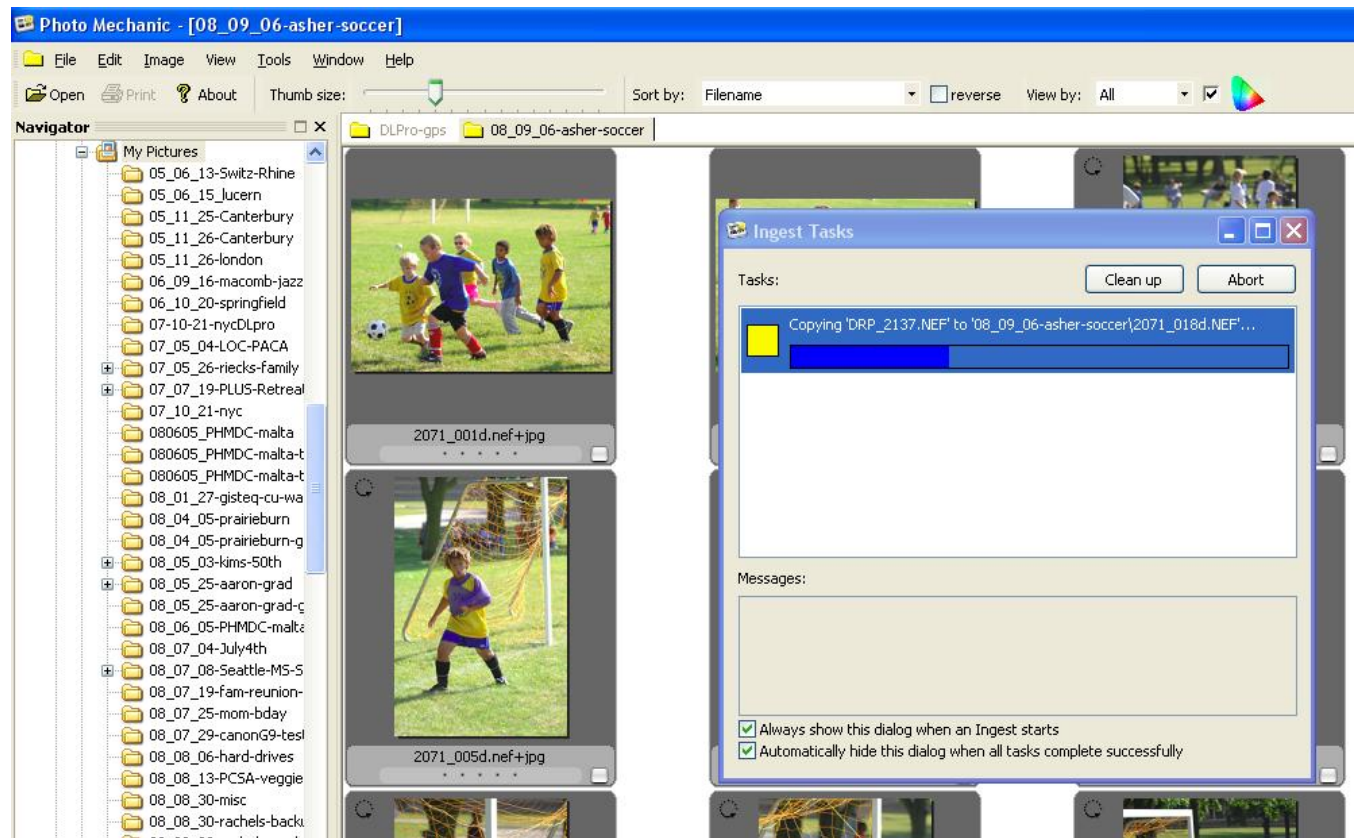 Photo Mechanic - [08_09_06-asher-soccer]
File Edit Image View Tools Window Help
Open Print About Thumb size: Sort by: Filename reverse View by: All
Navigator
DLPro-gps 08_09_06-asher-soccer
My Pictures
05_06_13-Switz-Rhine
05_06_15_lucern
05_11_25-Canterbury
05_11_26-Canterbury
05_11_26-london
06_09_16-macomb-jazz
06_10_20-springfield
07-10-21-nycDLpro
07_05_04-LOC-PACA
07_05_26-riecks-family
07_07_19-PLUS-Retreat
07_10_21-nyc
080605_PHMDC-malta
080605_PHMDC-malta-t
080605_PHMDC-malta-t
08_01_27-gisteq-cu-wa
08_04_05-prairieburn
08_04_05-prairieburn-g
08_05_03-kims-50th
08_05_25-aaron-grad
08_05_25-aaron-grad-g
08_06_05-PHMDC-malta
08_07_04-July4th
08_07_08-Seattle-MS-S
08_07_19-fam-reunion-
08_07_25-mom-bday
08_07_29-canonG9-test
08_08_06-hard-drives
08_08_13-PCSA-veggie
08_08_30-misc
08_08_30-rachels-backu
2071_001d.nef+jpg
2071_005d.nef+jpg
Ingest Tasks
Tasks: Clean up Abort
Copying 'DRP_2137.NEF' to '08_09_06-asher-soccer\2071_018d.NEF'...
Messages:
Always show this dialog when an Ingest starts
Automatically hide this dialog when all tasks complete successfully